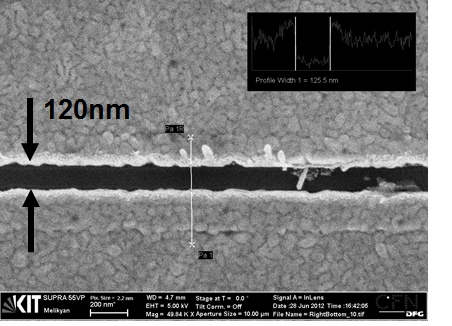 Profile Width 1 = 125.5 nm
120nm
Pa 1R
Pa 1
KIT
SUPRA 55VP
Melikyan
Pix. Size = 2.2 nm
200 nm
WD = 4.7 mm
EHT = 5.00 kV
Mag = 49.84 K X
Stage at T = 0.0 °
Tilt Corrn. = Off
Aperture Size = 10.00 µm
Signal A = InLens
Date :28 Jun 2012 Time :16:42:05
File Name = RightBottom_10.tif
CFN
DFG